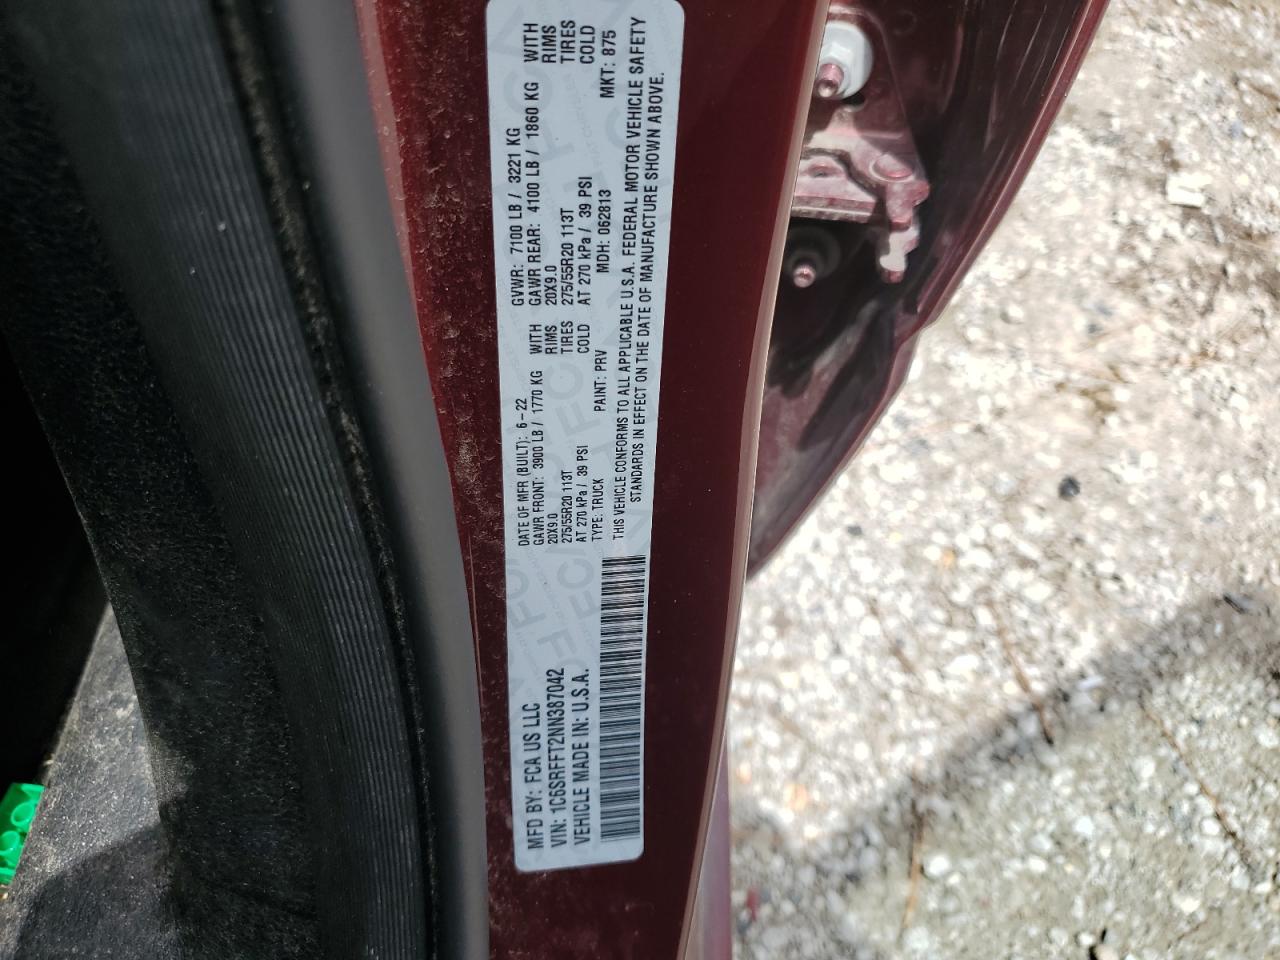 MFD BY: FCA US LLC
VIN: 1C6SRFFT2NN387042
VEHICLE MADE IN: U.S.A.
DATE OF MFR (BUILT): 6-22 GVWR: 7100 LB / 3221 KG
GAWR FRONT: 3900 LB / 1770 KG WITH GAWR REAR: 4100 LB / 1860 KG WITH
20X9.0 RIMS 20X9.0 RIMS
275/55R20 113T TIRES 275/55R20 113T TIRES
AT 270 kPa / 39 PSI COLD AT 270 kPa / 39 PSI COLD
TYPE: TRUCK PAINT: PRV MDH: 062813 MKT: 875
THIS VEHICLE CONFORMS TO ALL APPLICABLE U.S.A. FEDERAL MOTOR VEHICLE SAFETY
STANDARDS IN EFFECT ON THE DATE OF MANUFACTURE SHOWN ABOVE.